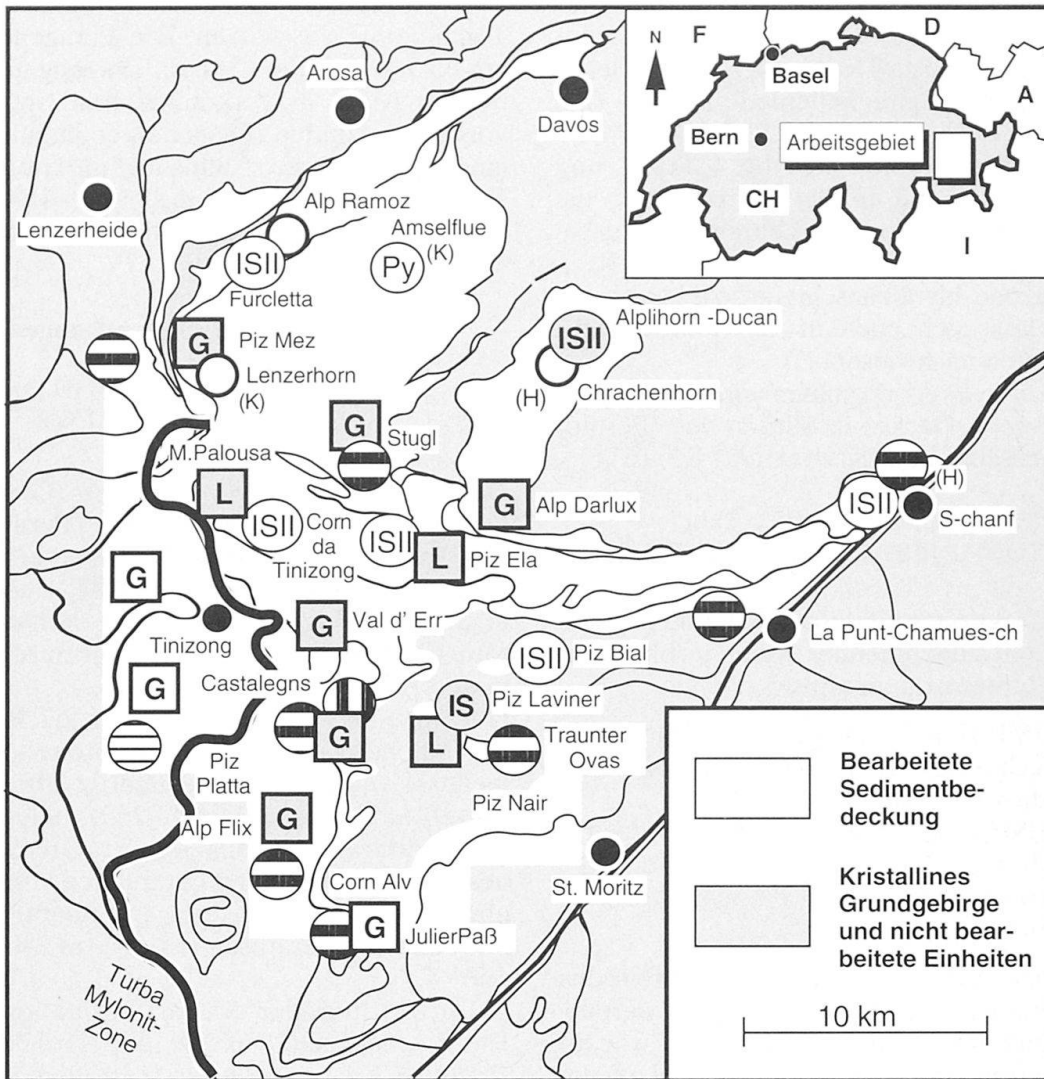 N
F
D
Basel
A
Bern
Arbeitsgebiet
CH
I
Arosa
Davos
Lenzerheide
Alp Ramoz
ISII
Furcletta
Amselflue
(K)
Py
G
Piz Mez
Lenzerhorn
(K)
ISII
Alplihorn -Ducan
(H)
Chrachenhorn
G
Stugl
M.Palousa
L
ISII
Corn
da
Tinizong
ISII
L
Piz Ela
G
Alp Darlux
(H)
ISII
S-chanf
G
Tinizong
G
Val d' Err
La Punt-Chamues-ch
ISII
Piz Bial
G
Castalegns
G
IS
Piz Laviner
L
Traunter
Ovas
Piz
Platta
Piz Nair
G
Alp Flix
St. Moritz
Corn Alv
G
JulierPaß
Turba
Mylonit-
Zone
Bearbeitete
Sedimentbe-
deckung
Kristallines
Grundgebirge
und nicht bear-
beitete Einheiten
10 km